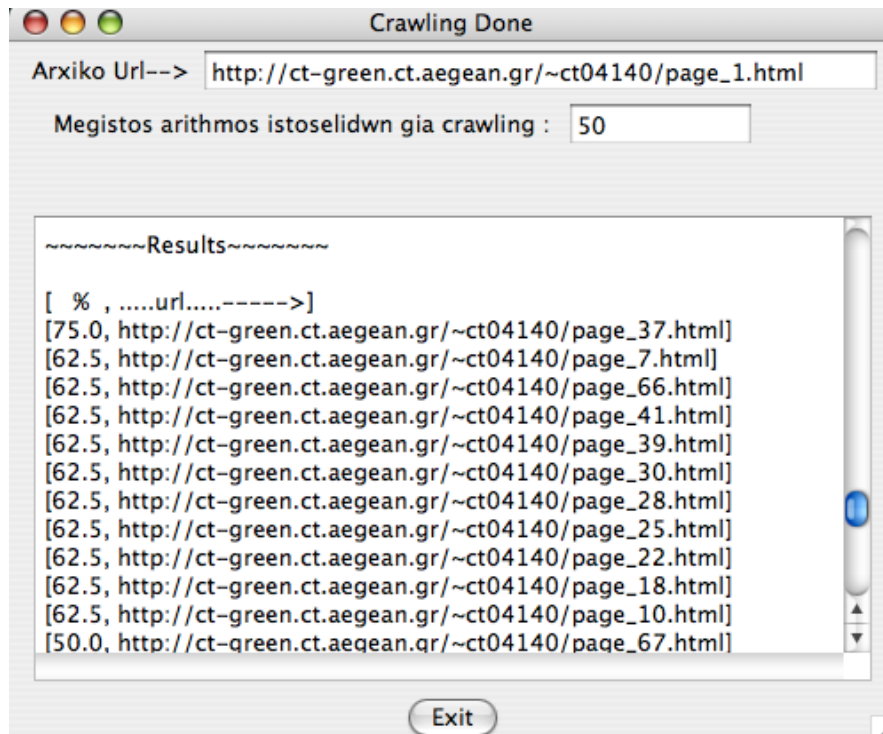 Crawling Done
Arxiko Url--> http://ct-green.ct.aegean.gr/~ct04140/page_1.html
Megistos arithmos istoselidwn gia crawling : 50
~~~~~~~Results~~~~~~~
[ % , .....url.....----->]
[75.0, http://ct-green.ct.aegean.gr/~ct04140/page_37.html]
[62.5, http://ct-green.ct.aegean.gr/~ct04140/page_7.html]
[62.5, http://ct-green.ct.aegean.gr/~ct04140/page_66.html]
[62.5, http://ct-green.ct.aegean.gr/~ct04140/page_41.html]
[62.5, http://ct-green.ct.aegean.gr/~ct04140/page_39.html]
[62.5, http://ct-green.ct.aegean.gr/~ct04140/page_30.html]
[62.5, http://ct-green.ct.aegean.gr/~ct04140/page_28.html]
[62.5, http://ct-green.ct.aegean.gr/~ct04140/page_25.html]
[62.5, http://ct-green.ct.aegean.gr/~ct04140/page_22.html]
[62.5, http://ct-green.ct.aegean.gr/~ct04140/page_18.html]
[62.5, http://ct-green.ct.aegean.gr/~ct04140/page_10.html]
[50.0, http://ct-green.ct.aegean.gr/~ct04140/page_67.html]
Exit